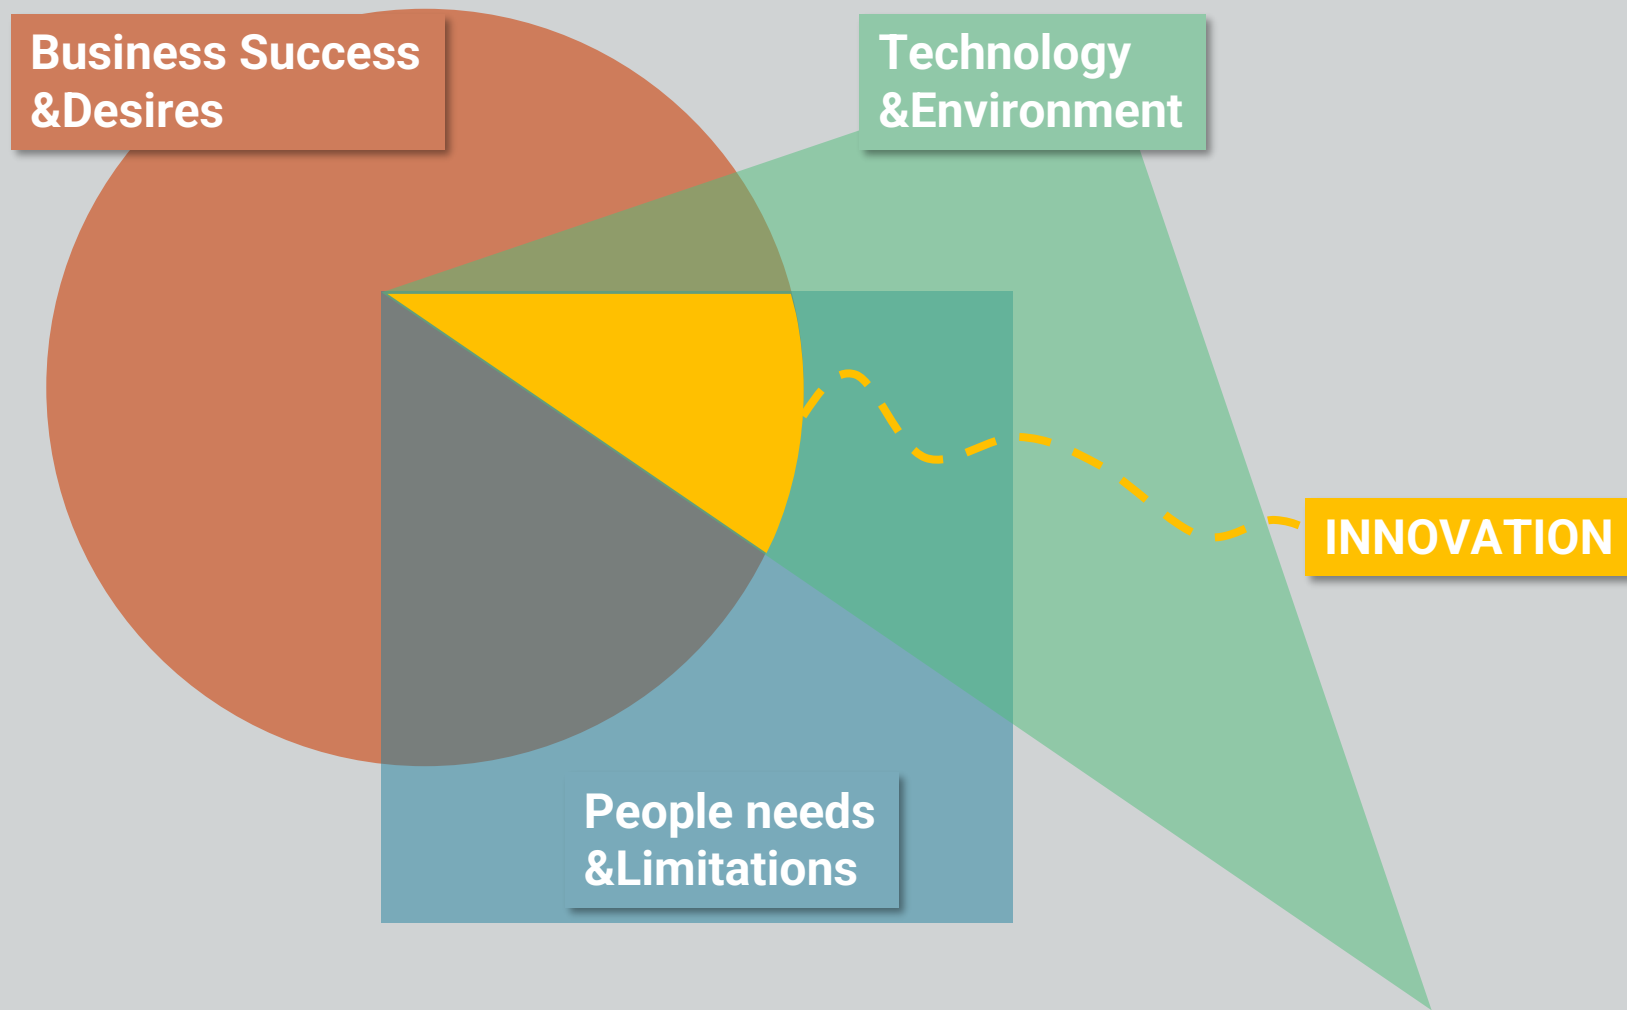 Business Success
&Desires
Technology
&Environment
INNOVATION
People needs
&Limitations